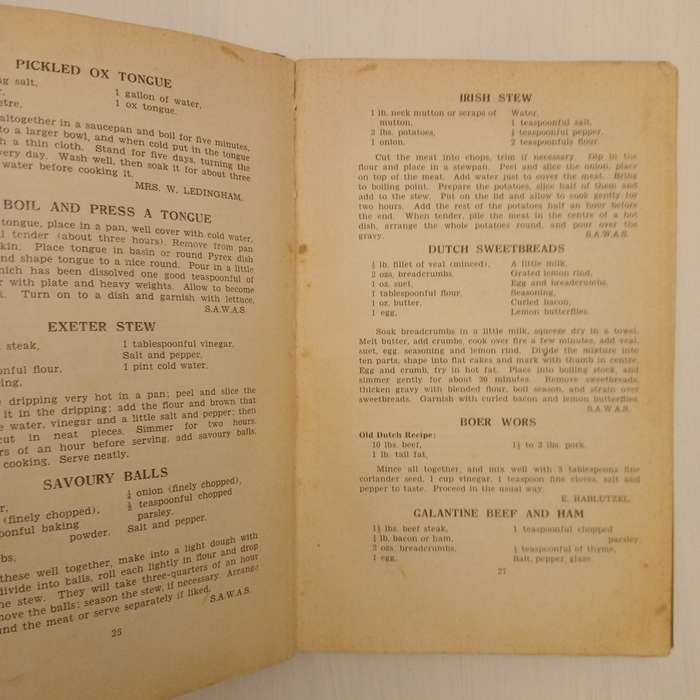 PICKLED OX TONGUE
g salt,
1 gallon of water,
etre,
1 ox tongue.
altogether in a saucepan and boil for five minutes,
to a larger bowl, and when cold put in the tongue
h a thin cloth. Stand for five days, turning the
very day. Wash well, then soak it for about three
water before cooking it.
MRS. W. LEDINGHAM.
BOIL AND PRESS A TONGUE
tongue, place in a pan, well cover with cold water,
l tender (about three hours). Remove from pan
kin. Place tongue in basin or round Pyrex dish
nd shape tongue to a nice round. Pour in a little
hich has been dissolved one good teaspoonful of
r with plate and heavy weights. Allow to become
. Turn on to a dish and garnish with lettuce,
S.A.W.A.S.
EXETER STEW
steak,
1 tablespoonful vinegar,
Salt and pepper.
oonful flour,
1 pint cold water.
ing,
dripping very hot in a pan; peel and slice the
it in the dripping; add the flour and brown that
e water, vinegar and a little salt and pepper; then
cut in neat pieces. Simmer for two hours.
rs of an hour before serving, add savoury balls,
cooking. Serve neatly.
SAVOURY BALLS
r,
½ onion (finely chopped),
(finely chopped),
½ teaspoonful chopped
parsley.
oonful baking
powder.
Salt and pepper.
bs,
these well together, make into a light dough with
divide into balls, roll each lightly in flour and drop
he stew. They will take three-quarters of an hour
move the balls; season the stew, if necessary. Arrange
nd the meat or serve separately if liked.
S.A.W.A.S.
25
IRISH STEW
1 lb. neck mutton or scraps of
mutton,
2 lbs. potatoes,
1 onion.
Water,
1 teaspoonful salt,
¼ teaspoonful pepper,
2 teaspoonfuls flour.
Cut the meat into chops, trim if necessary. Dip in the
flour and place in a stewpan. Peel and slice the onion, place
on top of the meat. Add water just to cover the meat. Bring
to boiling point. Prepare the potatoes, slice half of them and
add to the stew. Put on the lid and allow to cook gently for
two hours. Add the rest of the potatoes half an hour before
the end. When tender, pile the meat in the centre of a hot
dish, arrange the whole potatoes round, and pour over the
gravy.
S.A.W.A.S.
DUTCH SWEETBREADS
½ lb. fillet of veal (minced),
2 ozs. breadcrumbs,
1 oz. suet,
1 tablespoonful flour,
1 oz. butter,
1 egg.
A little milk,
Grated lemon rind,
Egg and breadcrumbs,
Seasoning,
Curled bacon,
Lemon butterflies.
Soak breadcrumbs in a little milk, squeeze dry in a towel.
Melt butter, add crumbs, cook over fire a few minutes, add veal,
suet, egg, seasoning and lemon rind. Divide the mixture into
ten parts, shape into flat cakes and mark with thumb in centre.
Egg and crumb, fry in hot fat. Place into boiling stock, and
simmer gently for about 30 minutes. Remove sweetbreads,
thicken gravy with blended flour, boil season, and strain over
sweetbreads. Garnish with curled bacon and lemon butterflies.
S.A.W.A.S.
BOER WORS
Old Dutch Recipe:
10 lbs. beef,
1 lb. tail fat,
1½ to 2 lbs. pork.
Mince all together, and mix well with 3 tablespoons fine
coriander seed, 1 cup vinegar, 1 teaspoon fine cloves, salt and
pepper to taste. Proceed in the usual way.
E. HABLUTZEL.
GALANTINE BEEF AND HAM
1½ lbs. beef steak,
lb. bacon or ham,
2 ozs. breadcrumbs,
1 egg.
1 teaspoonful chopped
parsley,
½ teaspoonful of thyme,
Salt, pepper, glaze.
27